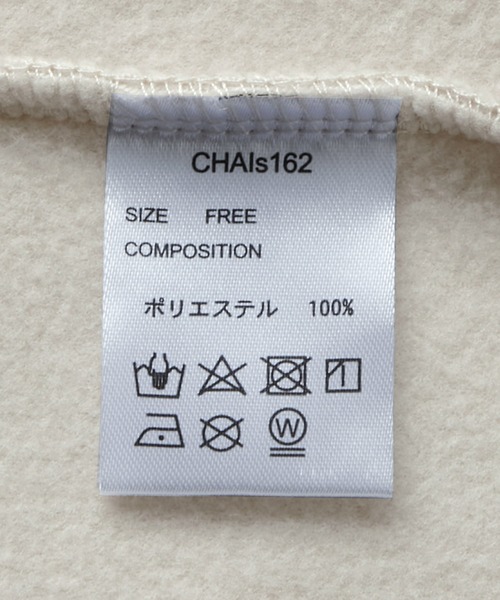 CHAIs162
SIZE FREE
COMPOSITION
ポリエステル 100%
W